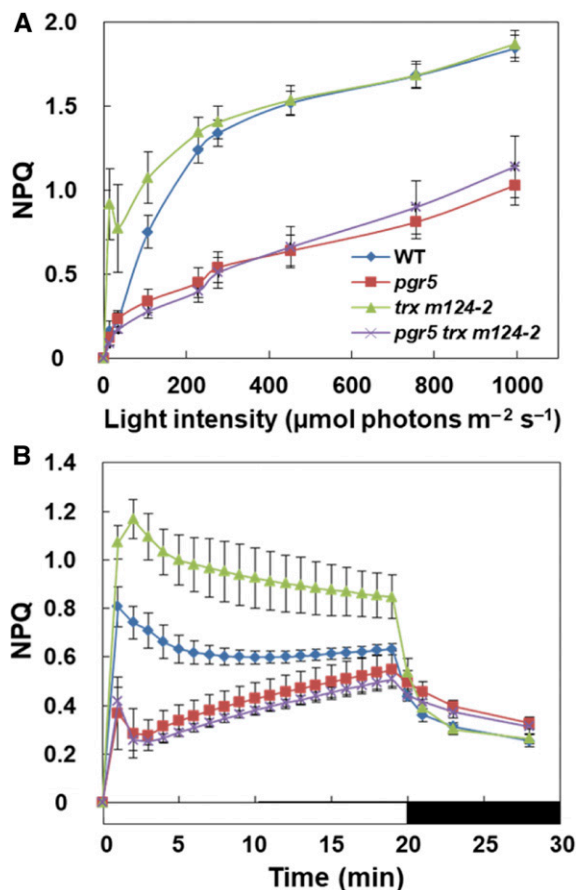 A
2.0
1.5
1.0
0.5
0
NPQ
WT
pgr5
trx m124-2
pgr5 trx m124-2
0 200 400 600 800 1000
Light intensity (µmol photons m⁻² s⁻¹)
B
1.4
1.2
1.0
0.8
0.6
0.4
0.2
0
NPQ
0 5 10 15 20 25 30
Time (min)